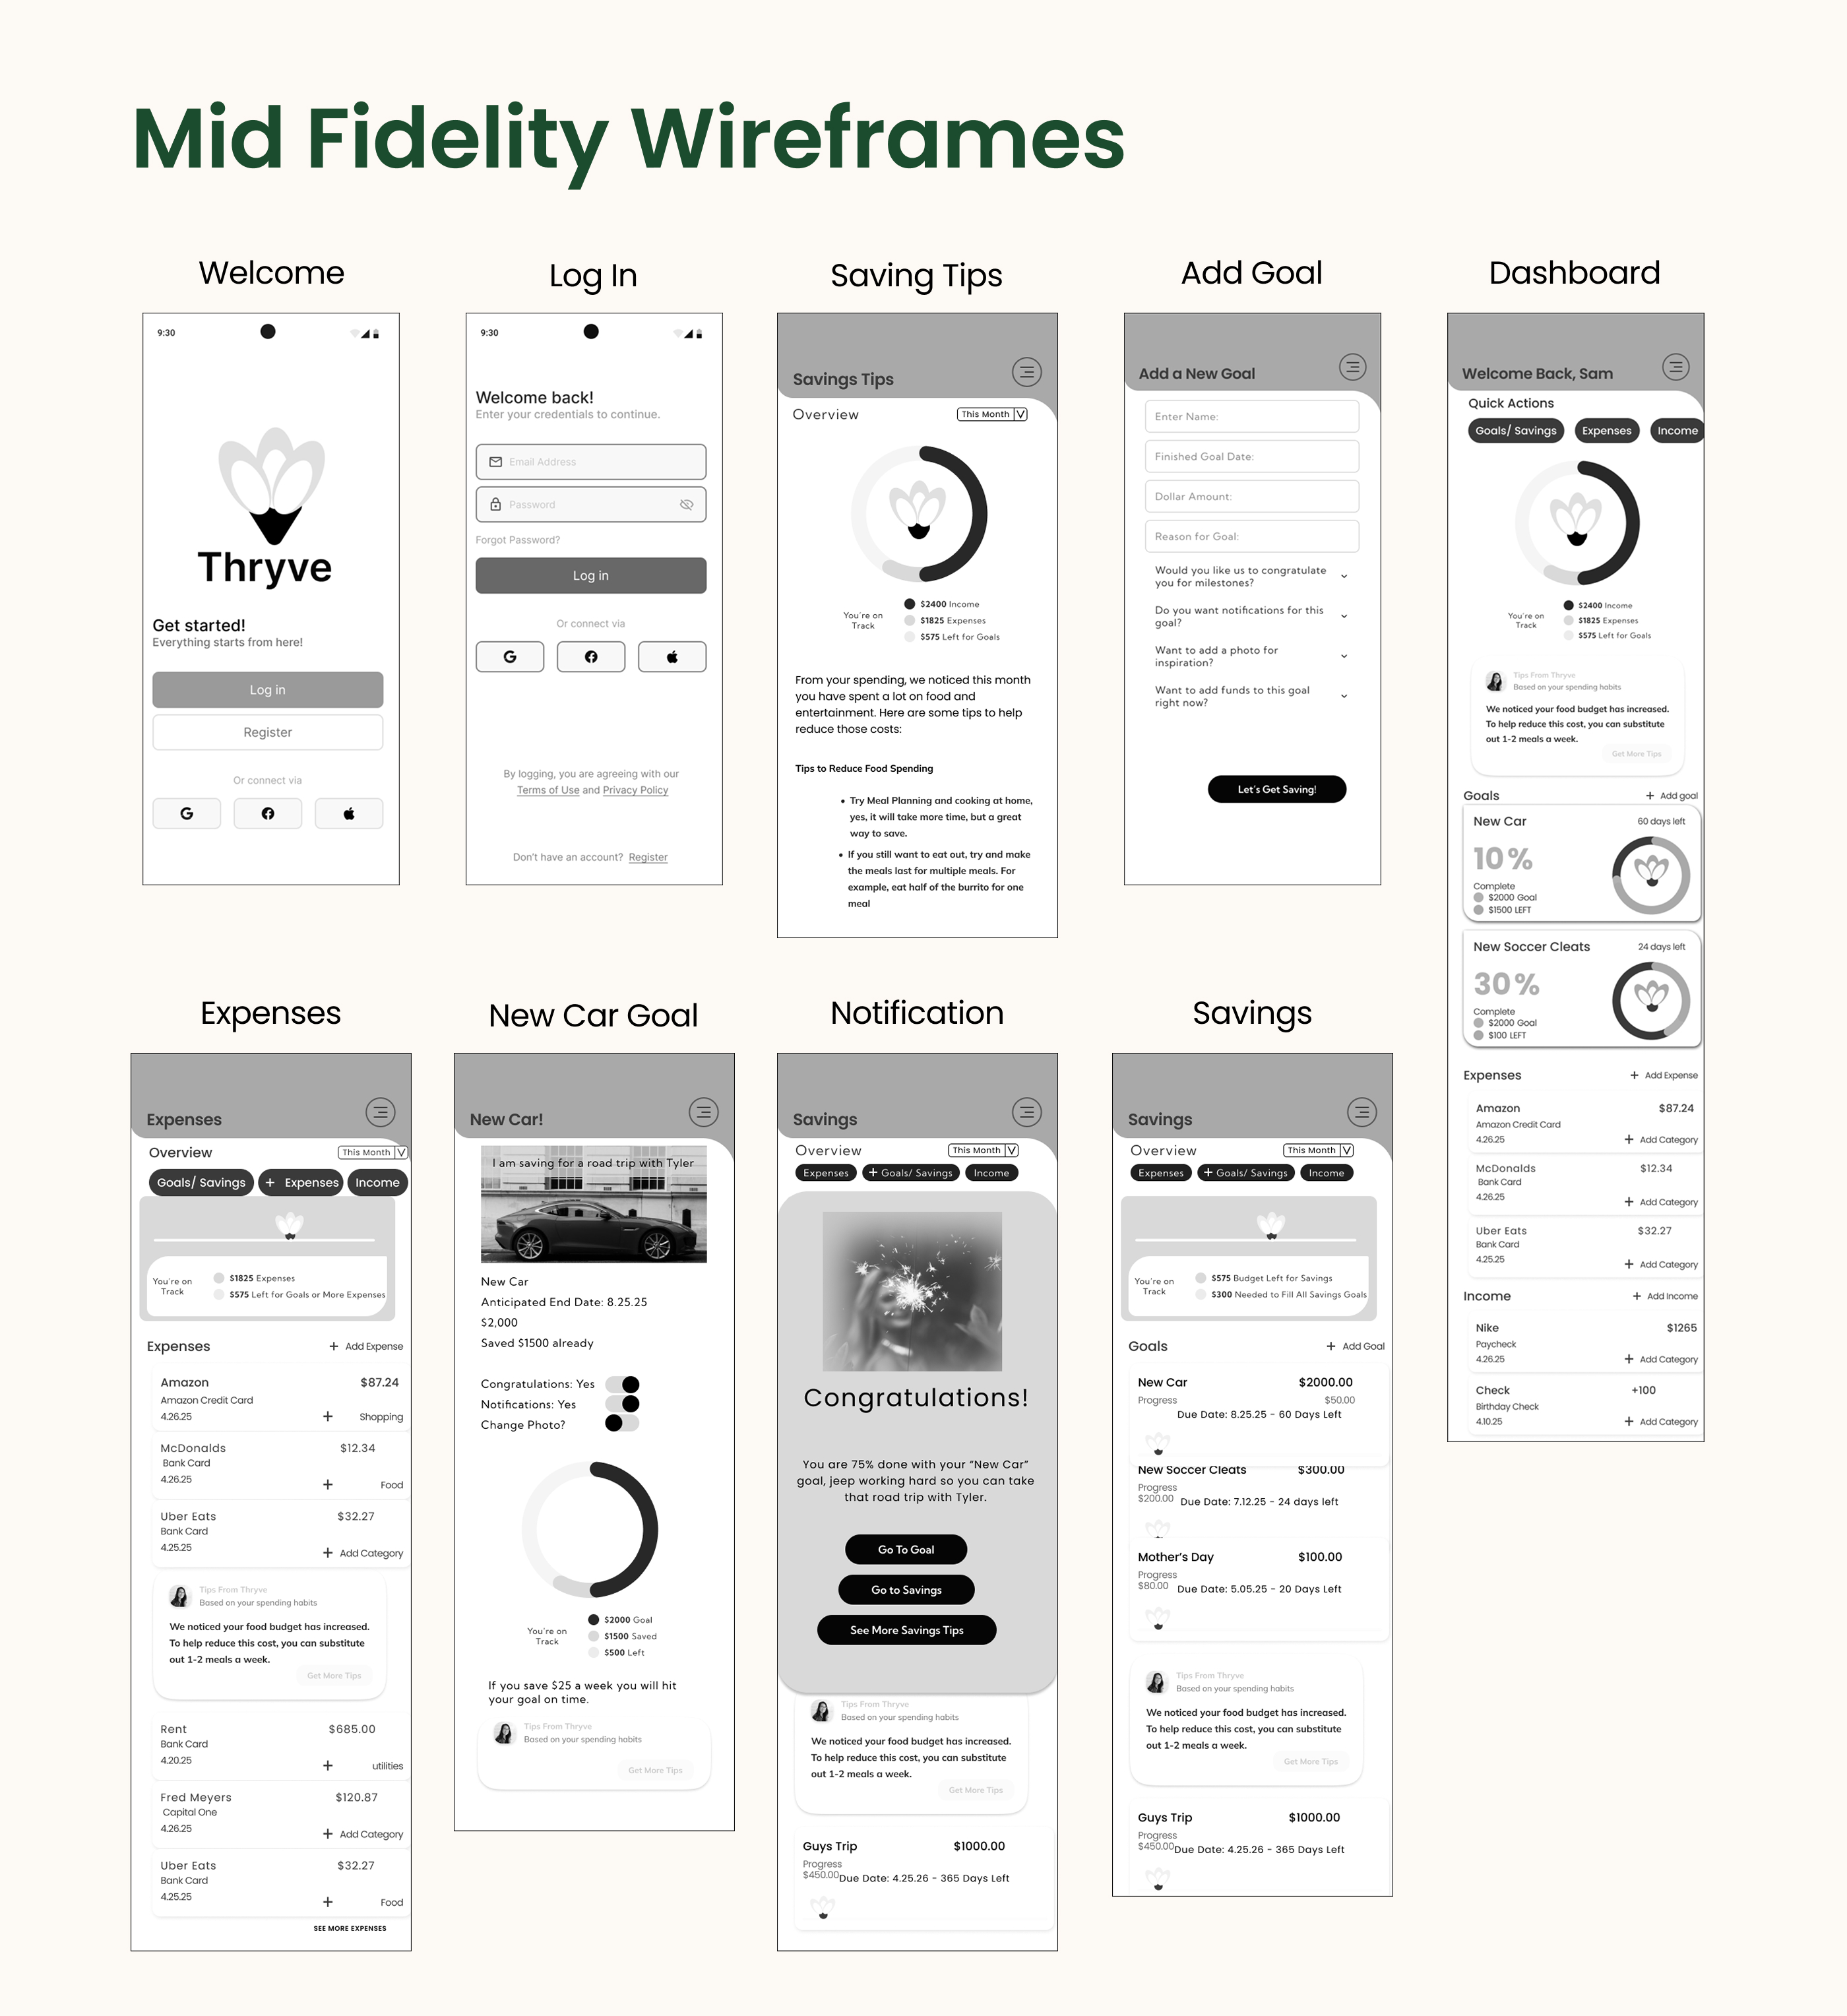 Mid Fidelity Wireframes
Welcome
9:30
Thryve
Get started!
Everything starts from here!
Log in
Register
Or connect via
Log In
9:30
Welcome back!
Enter your credentials to continue.
Email Address
Password
Forgot Password?
Log in
Or connect via
By logging, you are agreeing with our
Terms of Use and Privacy Policy
Don't have an account? Register
Saving Tips
Savings Tips
Overview
This Month V
You're on
Track
$2400 Income
$1825 Expenses
$575 Left for Goals
From your spending, we noticed this month
you have spent a lot on food and
entertainment. Here are some tips to help
reduce those costs:
Tips to Reduce Food Spending
• Try Meal Planning and cooking at home,
yes, it will take more time, but a great
way to save.
• If you still want to eat out, try and make
the meals last for multiple meals. For
example, eat half of the burrito for one
meal
Add Goal
Add a New Goal
Enter Name:
Finished Goal Date:
Dollar Amount:
Reason for Goal:
Would you like us to congratulate
you for milestones?
Do you want notifications for this
goal?
Want to add a photo for
inspiration?
Want to add funds to this goal
right now?
Let's Get Saving!
Dashboard
Welcome Back, Sam
Quick Actions
Goals/ Savings
Expenses
Income
You're on
Track
$2400 Income
$1825 Expenses
$575 Left for Goals
Tips From Thryve
Based on your spending habits
We noticed your food budget has increased.
To help reduce this cost, you can substitute
out 1-2 meals a week.
Get More Tips
Goals
+ Add goal
New Car
60 days left
10%
Complete
$2000 Goal
$1500 LEFT
New Soccer Cleats
24 days left
30%
Complete
$2000 Goal
$100 LEFT
Expenses
+ Add Expense
Amazon
$87.24
Amazon Credit Card
4.26.25
+ Add Category
McDonalds
$12.34
Bank Card
4.26.25
+ Add Category
Uber Eats
$32.27
Bank Card
4.25.25
+ Add Category
Income
+ Add Income
Nike
$1265
Paycheck
4.26.25
+ Add Category
Check
+100
Birthday Check
4.10.25
+ Add Category
Expenses
Expenses
Overview
This Month V
Goals/ Savings
+ Expenses
Income
You're on
Track
$1825 Expenses
$575 Left for Goals or More Expenses
Expenses
+ Add Expense
Amazon
$87.24
Amazon Credit Card
4.26.25
+ Shopping
McDonalds
$12.34
Bank Card
4.26.25
+ Food
Uber Eats
$32.27
Bank Card
4.25.25
+ Add Category
Tips From Thryve
Based on your spending habits
We noticed your food budget has increased.
To help reduce this cost, you can substitute
out 1-2 meals a week.
Get More Tips
Rent
$685.00
Bank Card
4.20.25
+ utilities
Fred Meyers
$120.87
Capital One
4.26.25
+ Add Category
Uber Eats
$32.27
Bank Card
4.25.25
+ Food
SEE MORE EXPENSES
New Car Goal
New Car!
I am saving for a road trip with Tyler
New Car
Anticipated End Date: 8.25.25
$2,000
Saved $1500 already
Congratulations: Yes
Notifications: Yes
Change Photo?
You're on
Track
$2000 Goal
$1500 Saved
$500 Left
If you save $25 a week you will hit
your goal on time.
Tips From Thryve
Based on your spending habits
Get More Tips
Notification
Savings
Overview
This Month V
Expenses
+ Goals/ Savings
Income
Congratulations!
You are 75% done with your “New Car”
goal, jeep working hard so you can take
that road trip with Tyler.
Go To Goal
Go to Savings
See More Savings Tips
Tips From Thryve
Based on your spending habits
We noticed your food budget has increased.
To help reduce this cost, you can substitute
out 1-2 meals a week.
Get More Tips
Guys Trip
$1000.00
Progress
$450.00
Due Date: 4.25.26 - 365 Days Left
Savings
Savings
Overview
This Month V
Expenses
+ Goals/ Savings
Income
You're on
Track
$575 Budget Left for Savings
$300 Needed to Fill All Savings Goals
Goals
+ Add Goal
New Car
$2000.00
Progress
$50.00
Due Date: 8.25.25 - 60 Days Left
New Soccer Cleats
$300.00
Progress
$200.00
Due Date: 7.12.25 - 24 days left
Mother's Day
$100.00
Progress
$80.00
Due Date: 5.05.25 - 20 Days Left
Tips From Thryve
Based on your spending habits
We noticed your food budget has increased.
To help reduce this cost, you can substitute
out 1-2 meals a week.
Get More Tips
Guys Trip
$1000.00
Progress
$450.00
Due Date: 4.25.26 - 365 Days Left